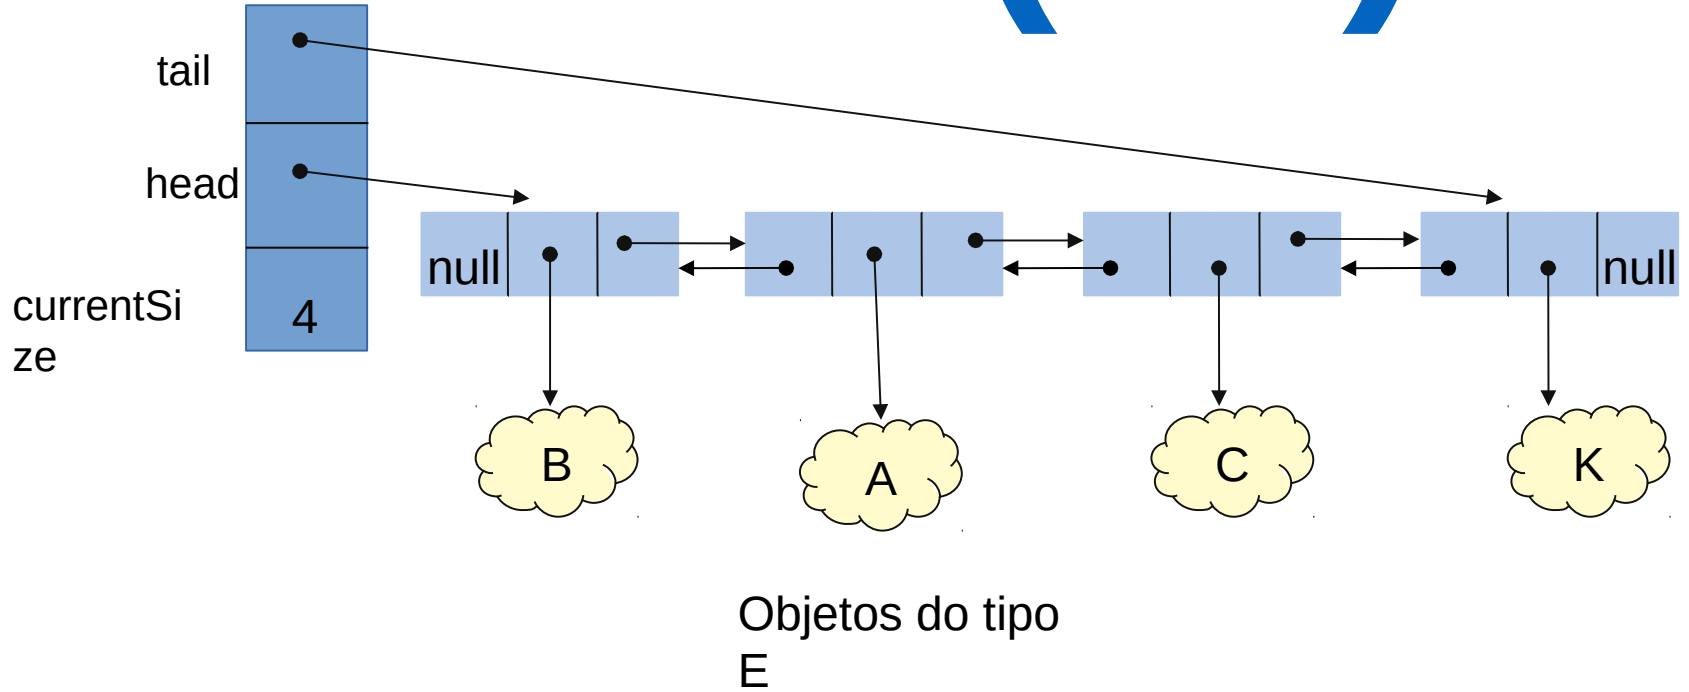 tail
head
currentSi
ze
4
null
null
B
A
C
K
Objetos do tipo
E